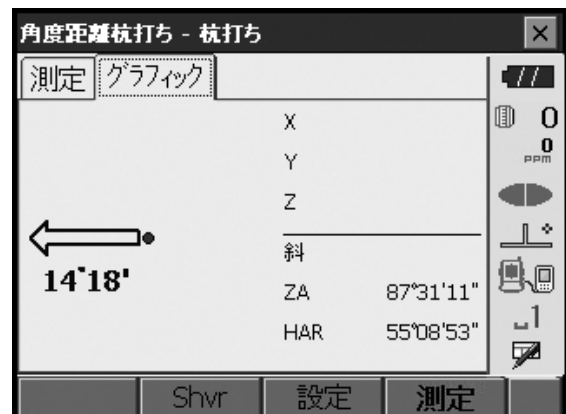 角度距離杭打ち - 杭打ち
測定 グラフィック
X
Y
Z
斜
ZA 87°31'11"
HAR 55°08'53"
14°18'
0
0
PPM
1
Shvr 設定 測定